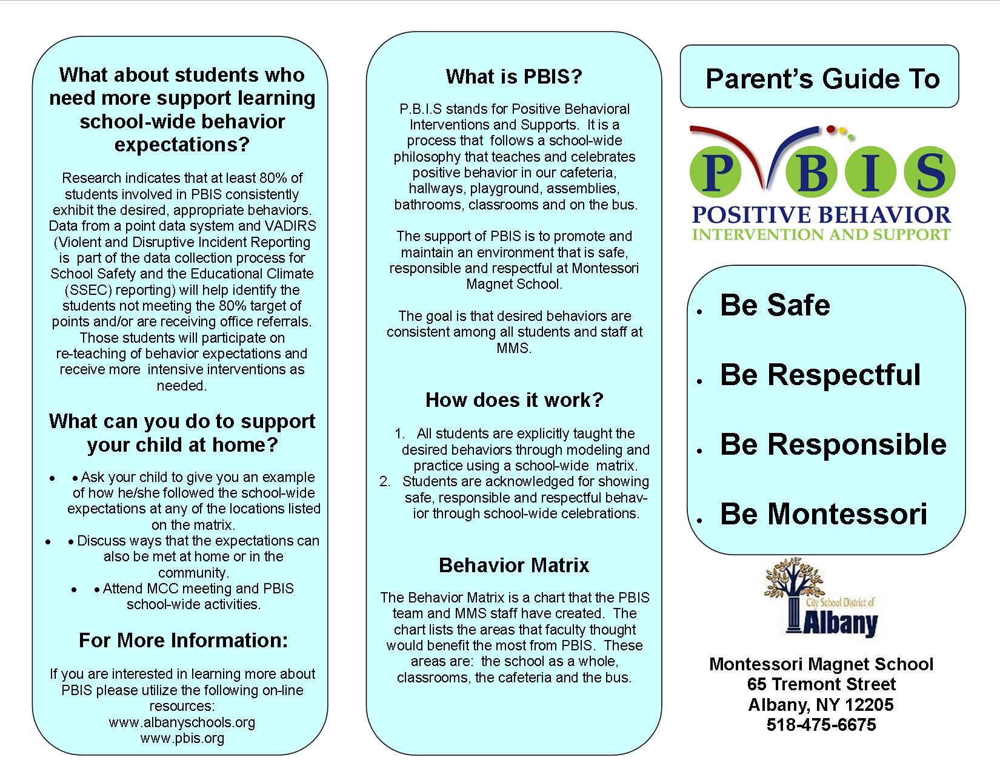 What about students who
need more support learning
school-wide behavior
expectations?
Research indicates that at least 80% of
students involved in PBIS consistently
exhibit the desired, appropriate behaviors.
Data from a point data system and VADIRS
(Violent and Disruptive Incident Reporting
is part of the data collection process for
School Safety and the Educational Climate
(SSEC) reporting) will help identify the
students not meeting the 80% target of
points and/or are receiving office referrals.
Those students will participate on
re-teaching of behavior expectations and
receive more intensive interventions as
needed.
What can you do to support
your child at home?
• • Ask your child to give you an example
of how he/she followed the school-wide
expectations at any of the locations listed
on the matrix.
• • Discuss ways that the expectations can
also be met at home or in the
community.
• • Attend MCC meeting and PBIS
school-wide activities.
For More Information:
If you are interested in learning more about
PBIS please utilize the following on-line
resources:
www.albanyschools.org
www.pbis.org
What is PBIS?
P.B.I.S stands for Positive Behavioral
Interventions and Supports. It is a
process that follows a school-wide
philosophy that teaches and celebrates
positive behavior in our cafeteria,
hallways, playground, assemblies,
bathrooms, classrooms and on the bus.
The support of PBIS is to promote and
maintain an environment that is safe,
responsible and respectful at Montessori
Magnet School.
The goal is that desired behaviors are
consistent among all students and staff at
MMS.
How does it work?
1. All students are explicitly taught the
desired behaviors through modeling and
practice using a school-wide matrix.
2. Students are acknowledged for showing
safe, responsible and respectful behav-
ior through school-wide celebrations.
Behavior Matrix
The Behavior Matrix is a chart that the PBIS
team and MMS staff have created. The
chart lists the areas that faculty thought
would benefit the most from PBIS. These
areas are: the school as a whole,
classrooms, the cafeteria and the bus.
Parent's Guide To
PBIS
POSITIVE BEHAVIOR
INTERVENTION AND SUPPORT
• Be Safe
• Be Respectful
• Be Responsible
• Be Montessori
City School District of
Albany
Montessori Magnet School
65 Tremont Street
Albany, NY 12205
518-475-6675